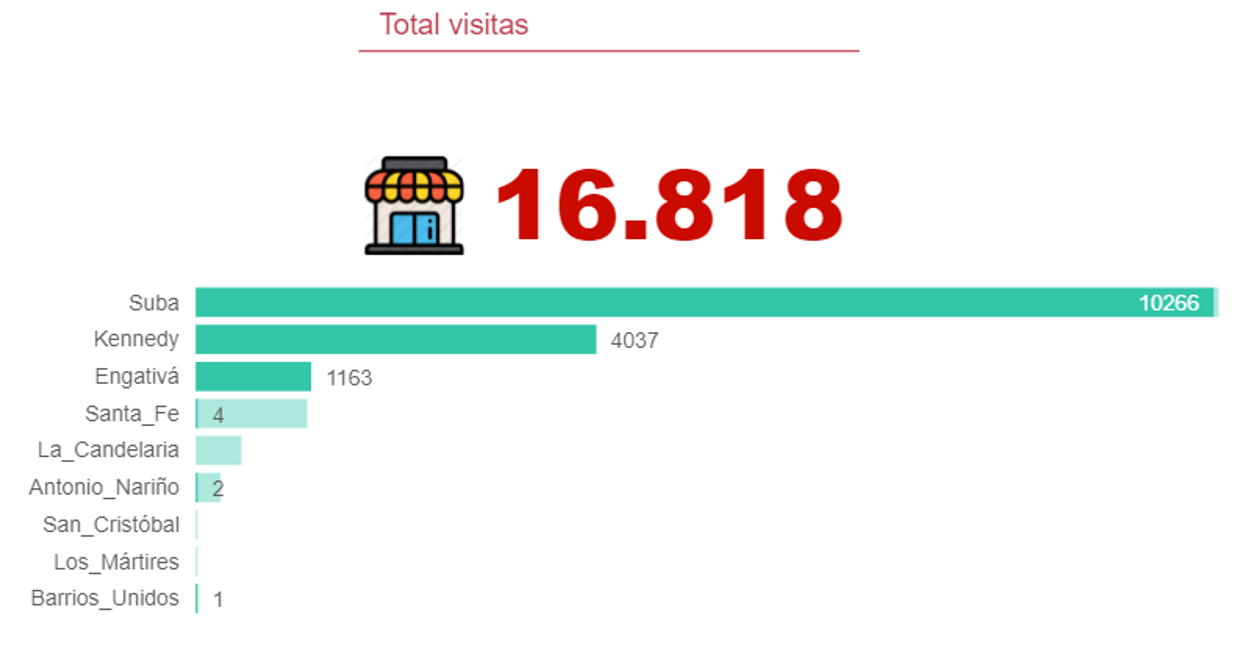 Total visitas
16.818
Suba 10266
Kennedy 4037
Engativá 1163
Santa_Fe 4
La_Candelaria
Antonio_Nariño 2
San_Cristóbal
Los_Mártires
Barrios_Unidos 1